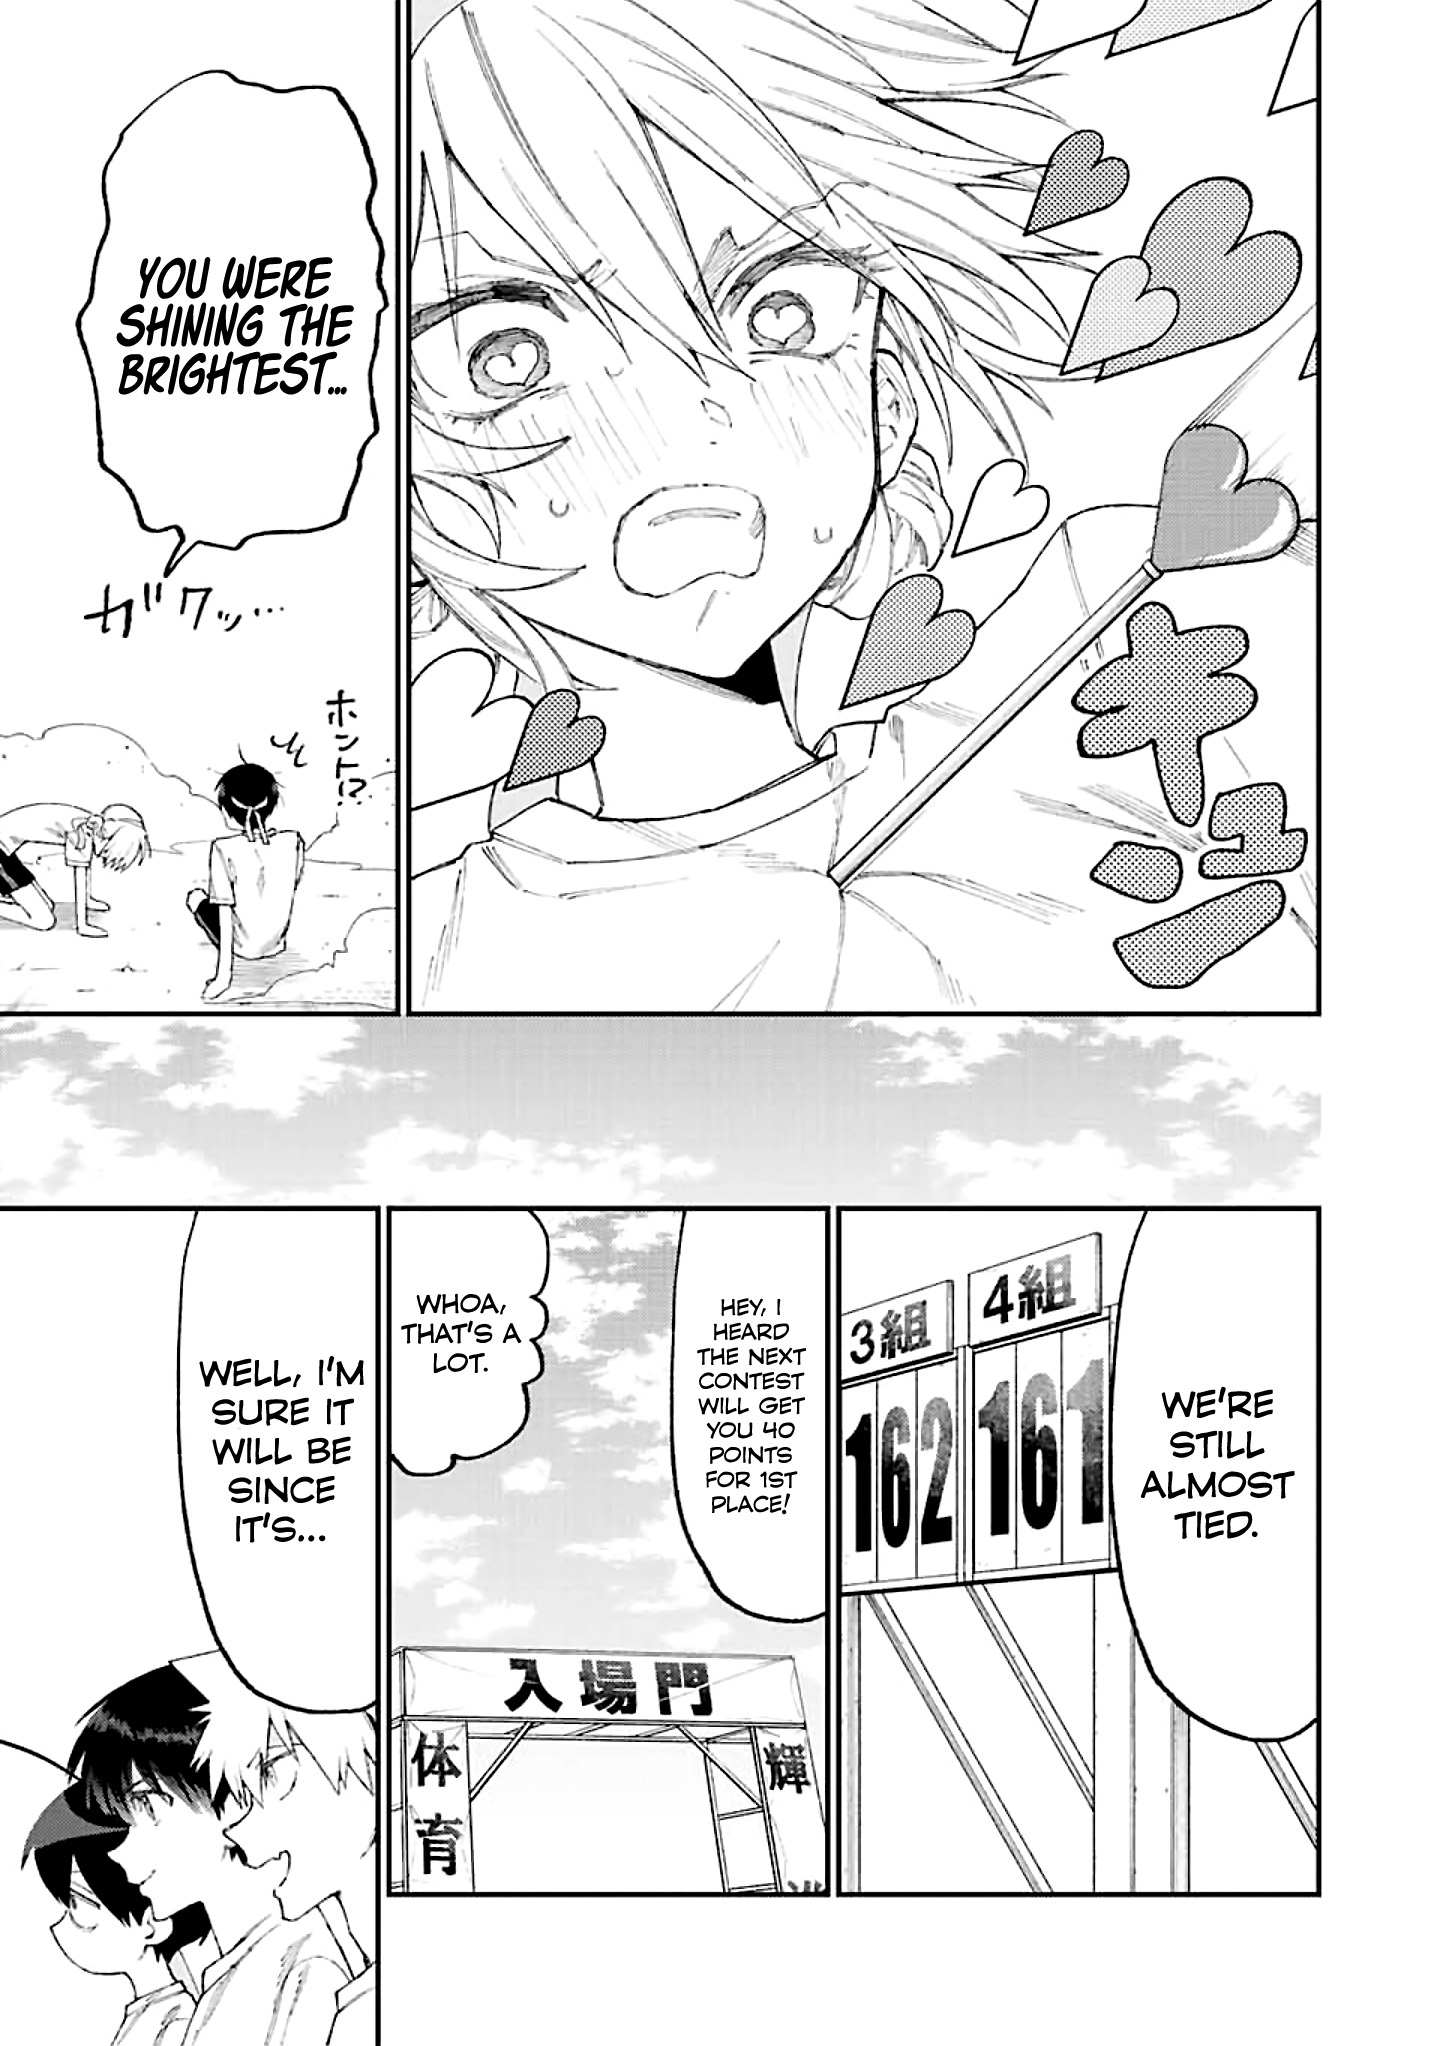 キュン
YOU WERE
SHINING THE
BRIGHTEST...
ガクッ…
ホント!?
WE'RE
STILL
ALMOST
TIED.
4組
3組
161
162
HEY, I
HEARD
THE NEXT
CONTEST
WILL GET
YOU 40
POINTS
FOR 1ST
PLACE!
WHOA,
THAT'S A
LOT.
入場門
輝
体育
WELL, I'M
SURE IT
WILL BE
SINCE
IT'S...